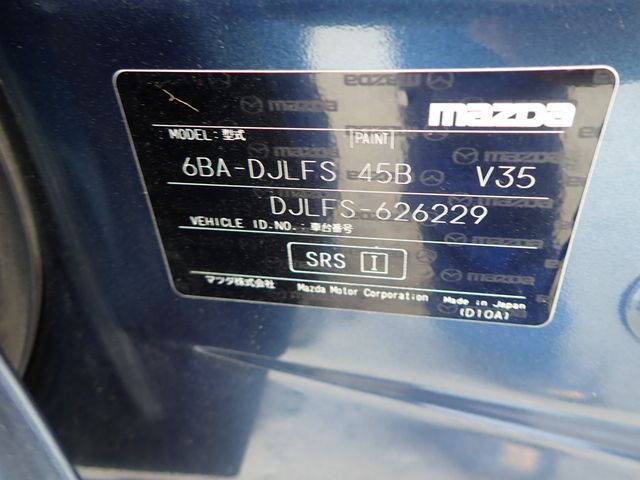 mazda
MODEL: 型式 PAINT
6BA-DJLFS 45B V35
DJLFS-626229
VEHICLE ID.NO.: 車台番号
SRS I
マツダ株式会社 Mazda Motor Corporation Made in Japan
(D10A)